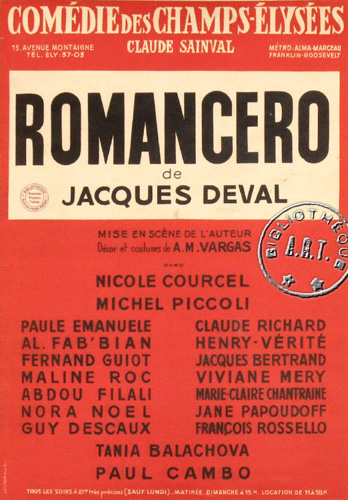 COMÉDIE DES CHAMPS-ÉLYSÉES
15, AVENUE MONTAIGNE
TÉL. ÉLY 37-03
CLAUDE SAINVAL
MÉTRO: ALMA-MARCEAU
FRANKLIN-ROOSEVELT
ROMANCERO
de
JACQUES DEVAL
BIBLIOTHÈQUE
A.R.T.
MISE EN SCÈNE DE L'AUTEUR
Décor et costumes de A.M. VARGAS
avec
NICOLE COURCEL
MICHEL PICCOLI
PAULE EMANUELE CLAUDE RICHARD
AL. FAB'BIAN HENRY-VÉRITÉ
FERNAND GUIOT JACQUES BERTRAND
MALINE ROC VIVIANE MERY
ABDOU FILALI MARIE-CLAIRE CHANTRAINE
NORA NOEL JANE PAPOUDOFF
GUY DESCAUX FRANÇOIS ROSSELLO
TANIA BALACHOVA
PAUL CAMBO
TOUS LES SOIRS À 21H très précises (SAUF LUNDI) - MATINÉE DIMANCHE À 15 H. LOCATION DE 11 À 18H